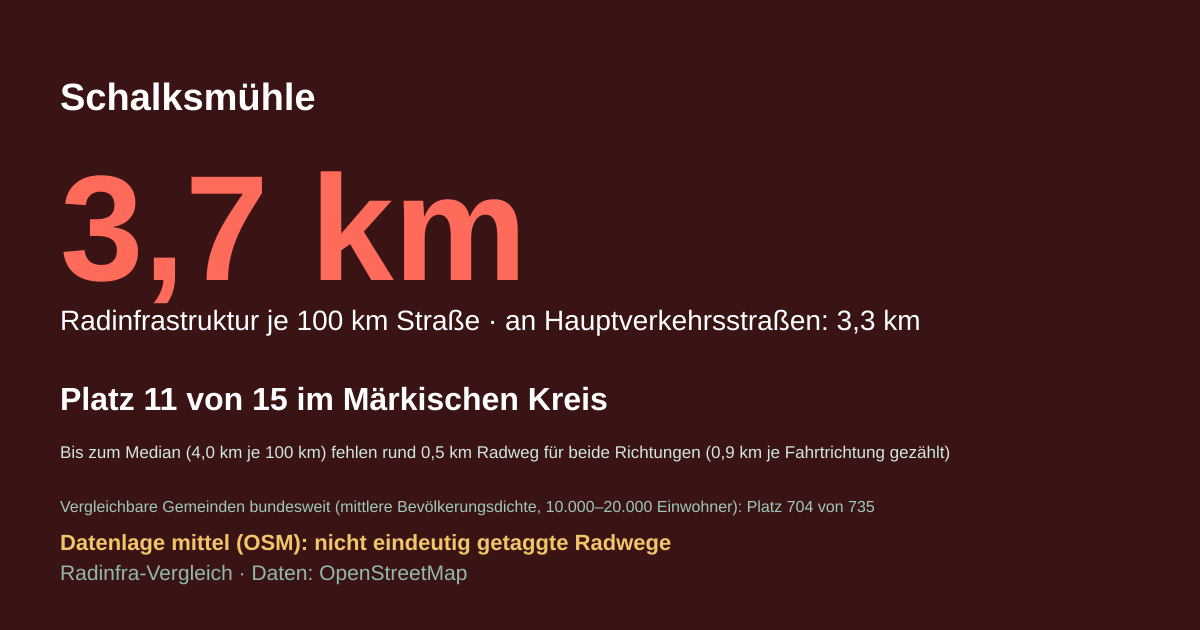 Schalksmühle
3,7 km
Radinfrastruktur je 100 km Straße · an Hauptverkehrsstraßen: 3,3 km
Platz 11 von 15 im Märkischen Kreis
Bis zum Median (4,0 km je 100 km) fehlen rund 0,5 km Radweg für beide Richtungen (0,9 km je Fahrtrichtung gezählt)
Vergleichbare Gemeinden bundesweit (mittlere Bevölkerungsdichte, 10.000–20.000 Einwohner): Platz 704 von 735
Datenlage mittel (OSM): nicht eindeutig getaggte Radwege
Radinfra-Vergleich · Daten: OpenStreetMap